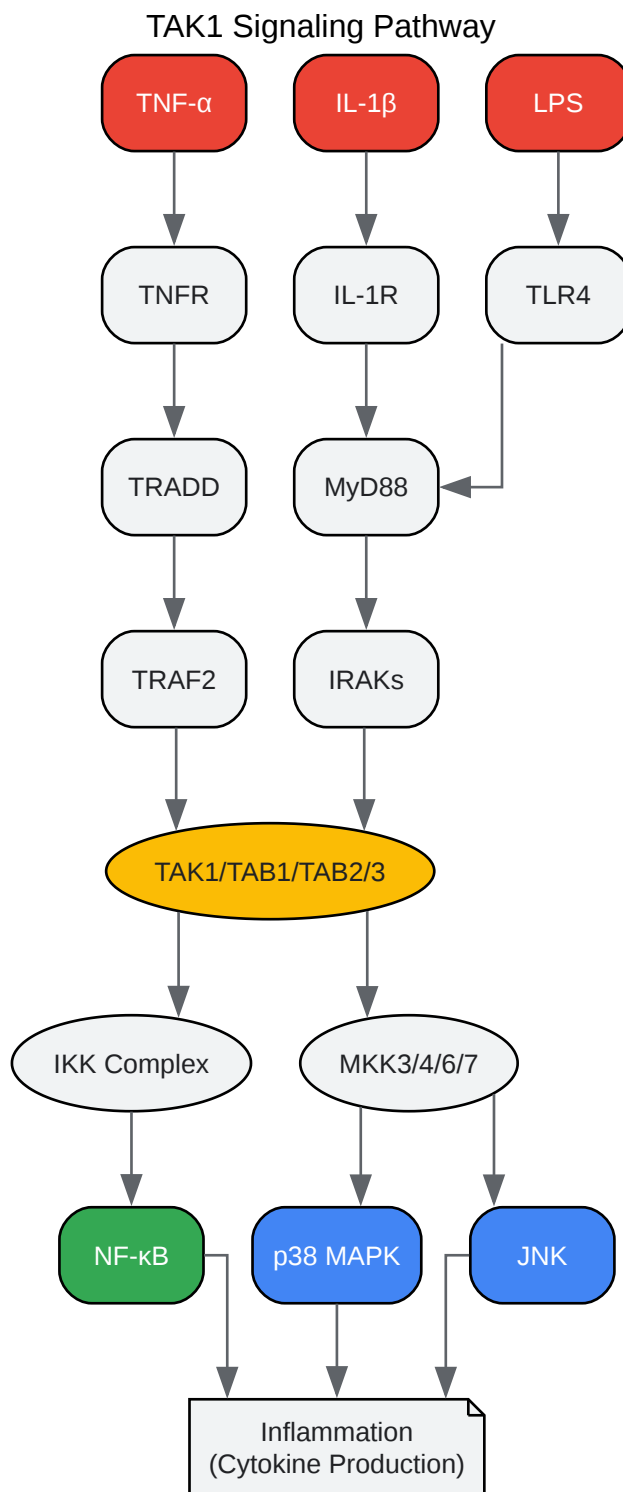 TAK1 Signaling Pathway
TNF-α
IL-1β
LPS
TNFR
IL-1R
TLR4
TRADD
MyD88
TRAF2
IRAKs
TAK1/TAB1/TAB2/3
IKK Complex
MKK3/4/6/7
NF-κB
p38 MAPK
JNK
Inflammation
(Cytokine Production)